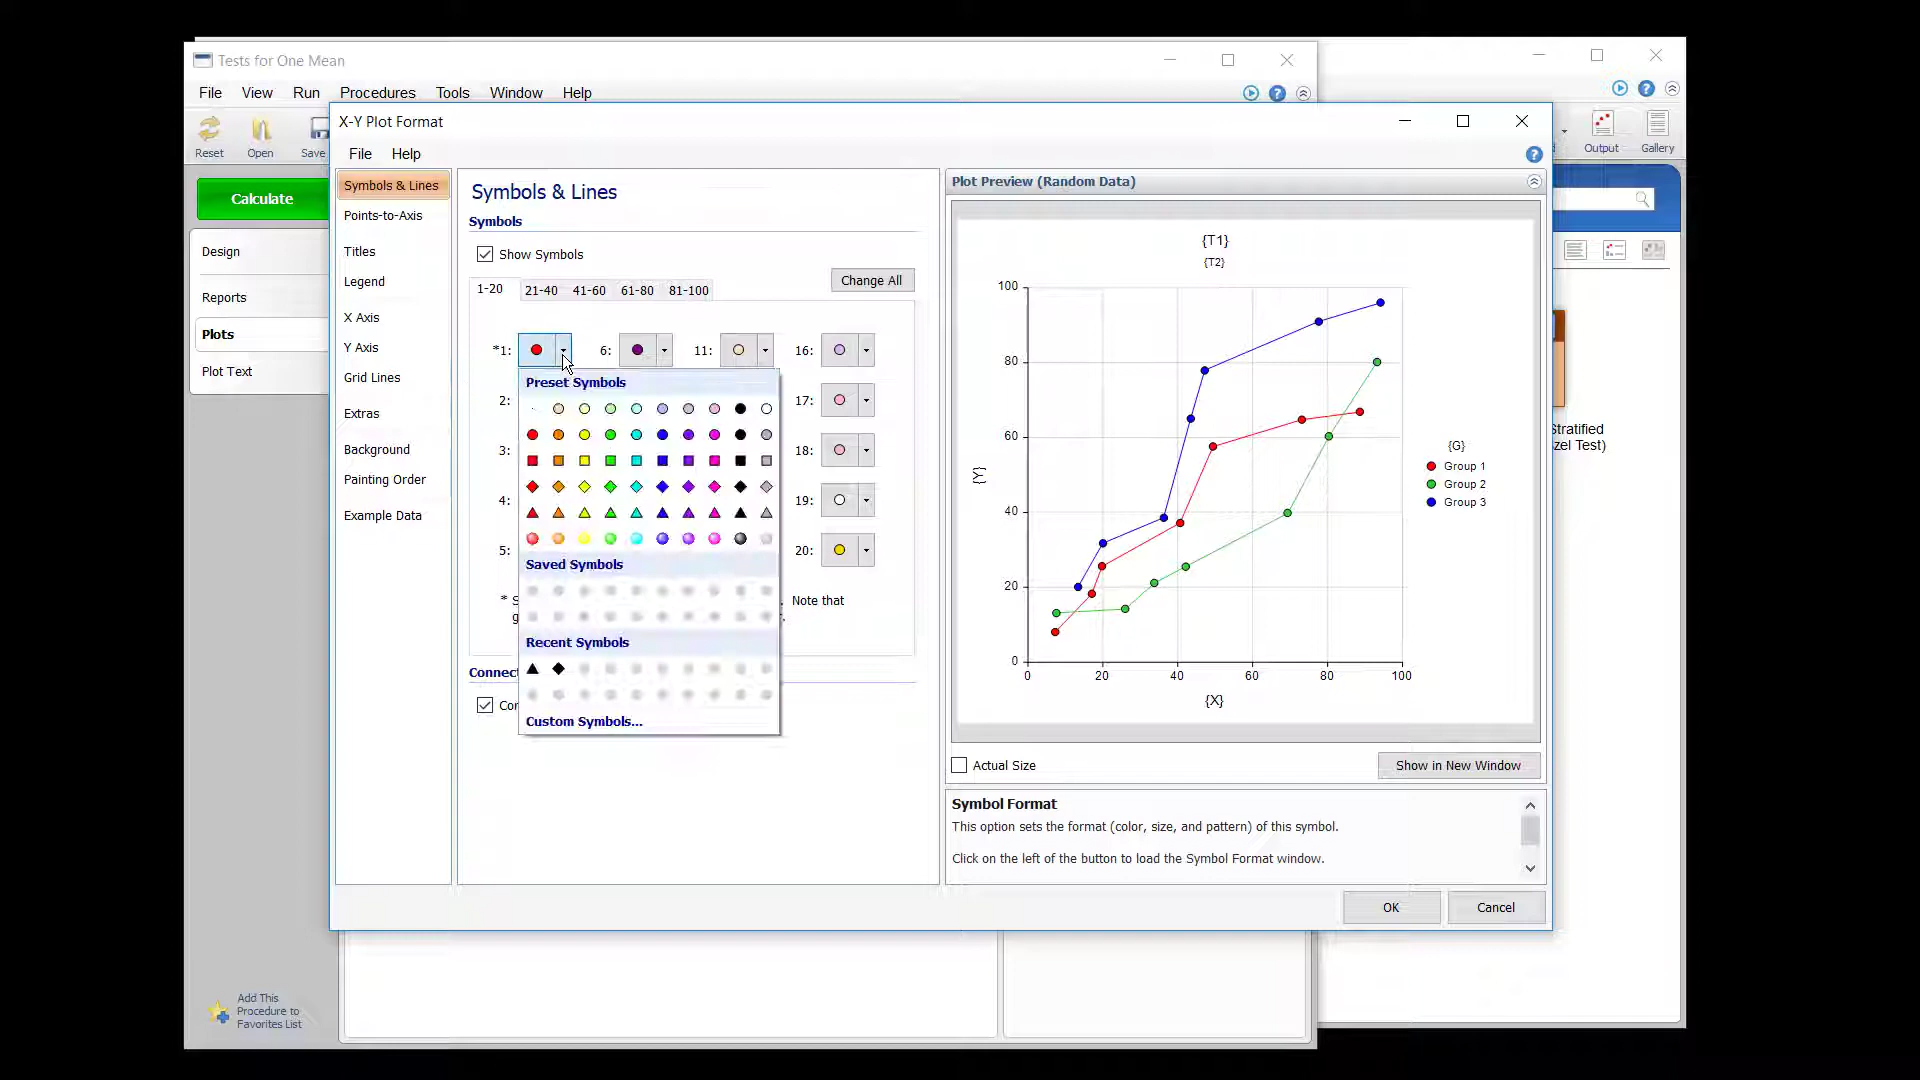 Tests for One Mean
File View Run Procedures Tools Window Help
Reset Open Save
Output Gallery
X-Y Plot Format
File Help
Calculate
Design
Reports
Plots
Plot Text
Add This
Procedure to
Favorites List
Symbols & Lines
Points-to-Axis
Titles
Legend
X Axis
Y Axis
Grid Lines
Extras
Background
Painting Order
Example Data
Symbols & Lines
Symbols
Show Symbols
Change All
1-20 21-40 41-60 61-80 81-100
*1: 6: 11: 16:
2: 17:
3: 18:
4: 19:
5: 20:
Preset Symbols
Saved Symbols
Recent Symbols
Custom Symbols...
Note that
Connect
Con
Plot Preview (Random Data)
{T1}
{T2}
100
80
60
40
20
0
0 20 40 60 80 100
{Y}
{X}
{G}
Group 1
Group 2
Group 3
Actual Size
Show in New Window
Symbol Format
This option sets the format (color, size, and pattern) of this symbol.
Click on the left of the button to load the Symbol Format window.
OK Cancel
Stratified
zel Test)